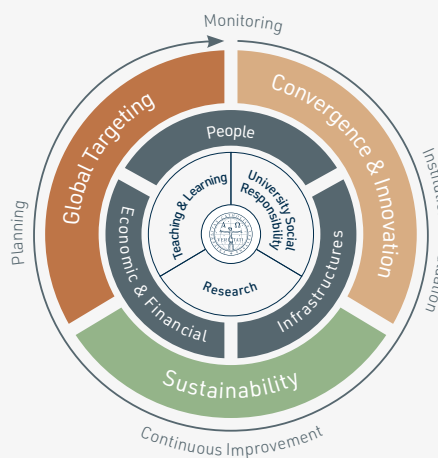 Monitoring
Global Targeting
Convergence & Innovation
People
Teaching & Learning
University Social
Responsibility
Planning
Economic & Financial
Infrastructures
Research
Sustainability
Continuous Improvement